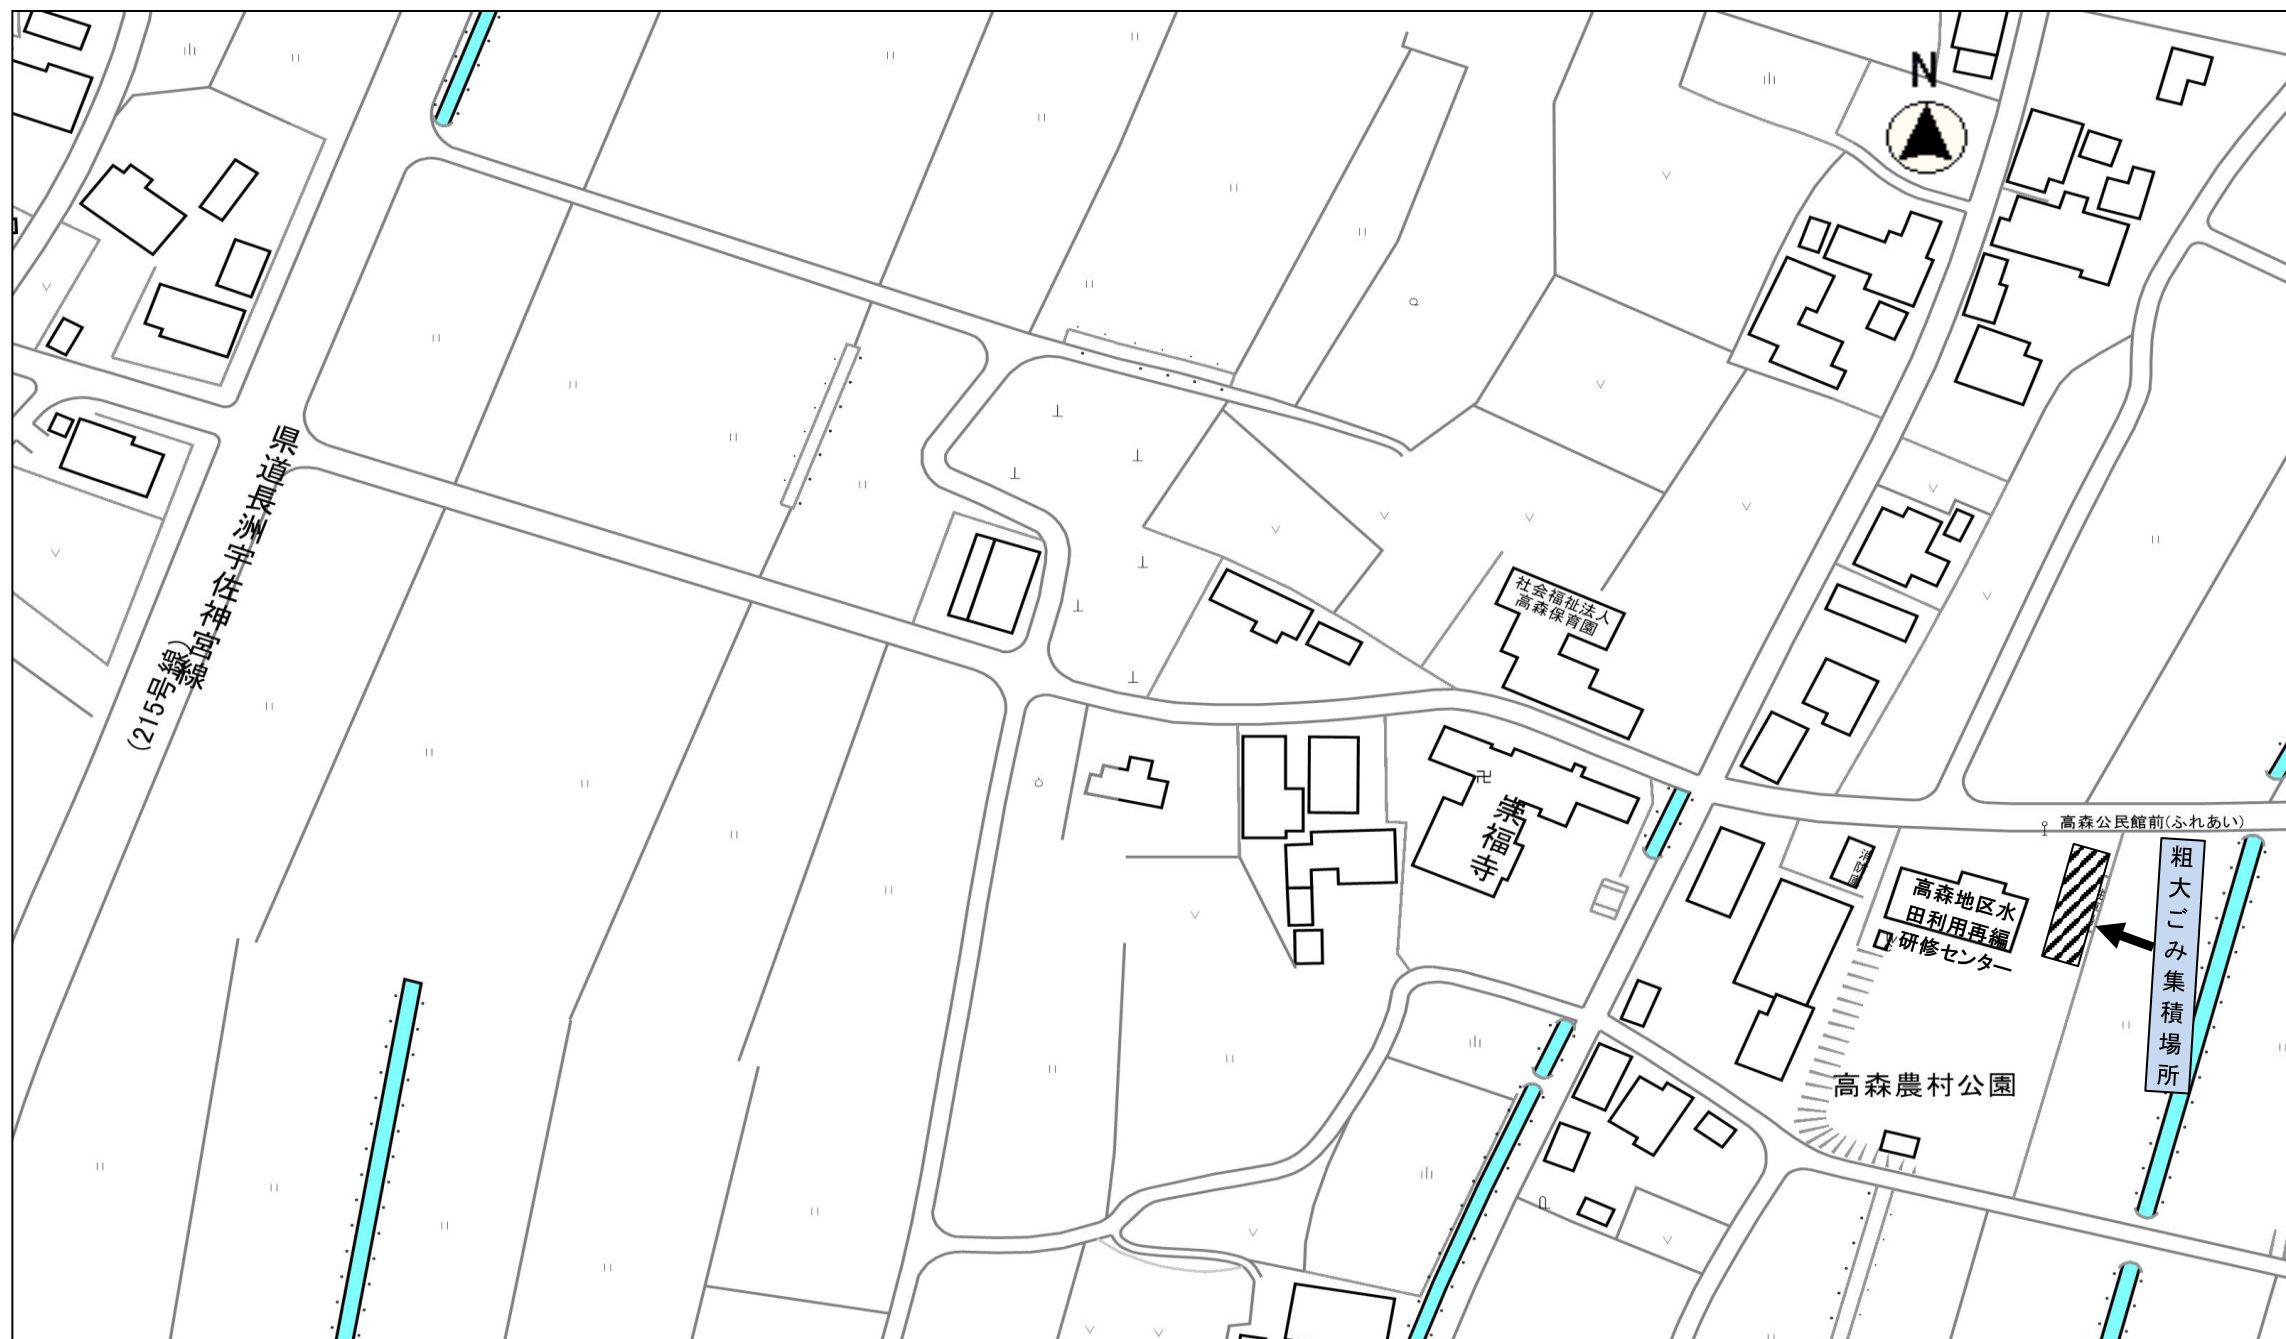 N
県道長洲宇佐神宮線
(215号線)
社会福祉法人
高森保育園
崇福寺
高森公民館前(ふれあい)
消防庫
高森地区水
田利用再編
研修センター
粗大ごみ集積場所
高森農村公園